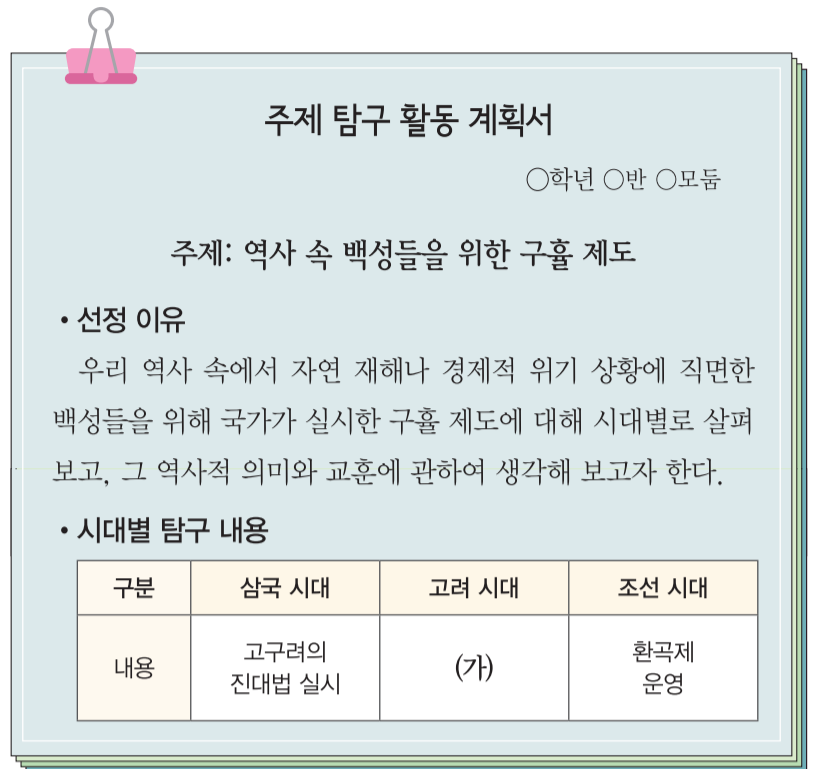 주제 탐구 활동 계획서
○학년 ○반 ○모둠
주제: 역사 속 백성들을 위한 구휼 제도
• 선정 이유
우리 역사 속에서 자연 재해나 경제적 위기 상황에 직면한
백성들을 위해 국가가 실시한 구휼 제도에 대해 시대별로 살펴
보고, 그 역사적 의미와 교훈에 관하여 생각해 보고자 한다.
• 시대별 탐구 내용
구분 삼국 시대 고려 시대 조선 시대
내용 고구려의 진대법 실시 (가) 환곡제 운영